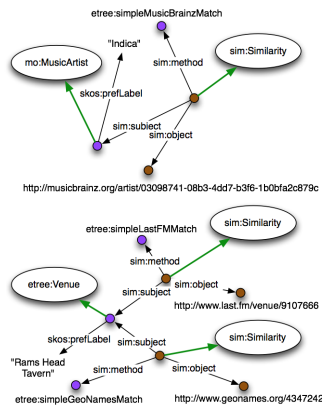 etree:simpleMusicBrainzMatch
"Indica"
sim:Similarity
mo:MusicArtist
sim:method
skos:prefLabel
sim:subject
sim:object
http://musicbrainz.org/artist/03098741-08b3-4dd7-b3f6-1b0bfa2c879c
sim:Similarity
etree:simpleLastFMMatch
sim:method
etree:Venue
sim:subject
sim:object
http://www.last.fm/venue/9107666
skos:prefLabel
sim:subject
sim:Similarity
"Rams Head
Tavern"
sim:method
sim:object
etree:simpleGeoNamesMatch
http://www.geonames.org/4347242